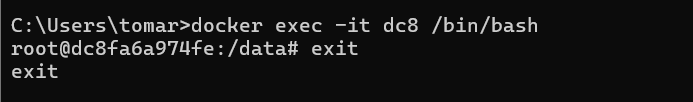 C:\Users\tomar>docker exec -it dc8 /bin/bash
root@dc8fa6a974fe:/data# exit
exit